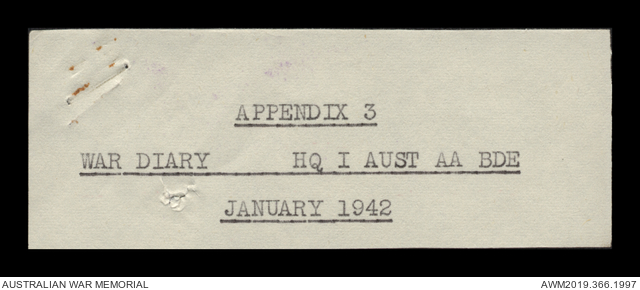 APPENDIX 3
WAR DIARY HQ I AUST AA BDE
JANUARY 1942
AUSTRALIAN WAR MEMORIAL AWM2019.366.1997